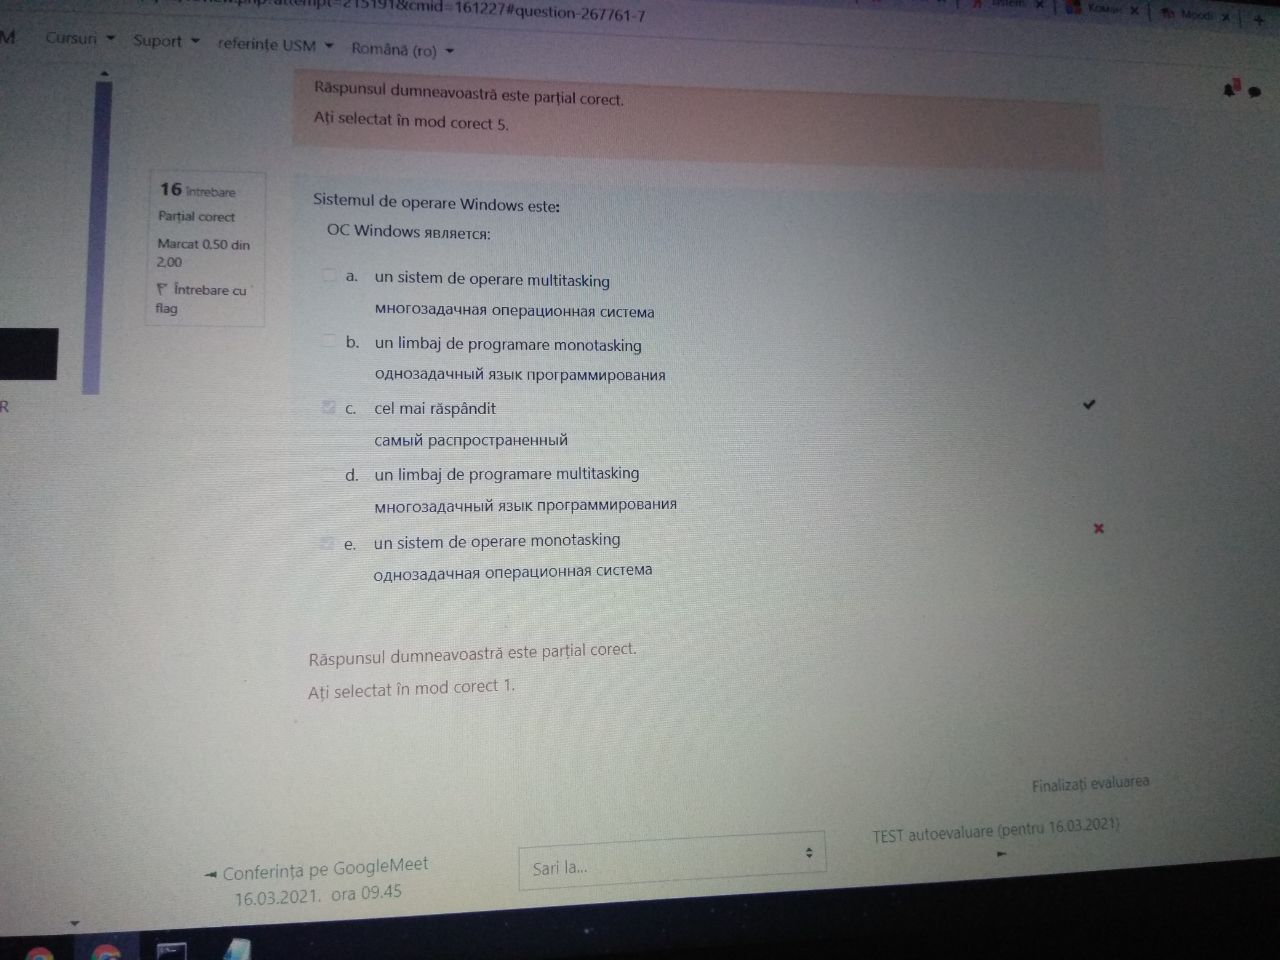 =215191&cmid=161227#question-267761-7
Moodl
M Cursuri Suport referințe USM Română (ro)
Răspunsul dumneavoastră este parțial corect.
Ați selectat în mod corect 5.
16 întrebare
Parțial corect
Marcat 0,50 din
2,00
Întrebare cu
flag
Sistemul de operare Windows este:
ОС Windows является:
a. un sistem de operare multitasking
многозадачная операционная система
b. un limbaj de programare monotasking
однозадачный язык программирования
c. cel mai răspândit
самый распространенный
d. un limbaj de programare multitasking
многозадачный язык программирования
e. un sistem de operare monotasking
однозадачная операционная система
R
Răspunsul dumneavoastră este parțial corect.
Ați selectat în mod corect 1.
Finalizați evaluarea
Conferința pe GoogleMeet
16.03.2021. ora 09.45
Sari la...
TEST autoevaluare (pentru 16.03.2021)